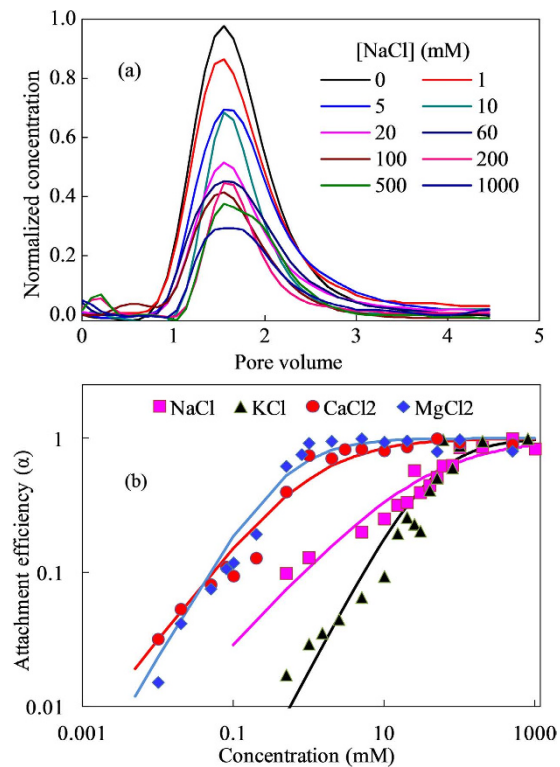 (a)
[NaCl] (mM)
0 1
5 10
20 60
100 200
500 1000
Normalized concentration
1.0
0.8
0.6
0.4
0.2
0.0
0 1 2 3 4 5
Pore volume
(b)
NaCl KCl CaCl2 MgCl2
Attachment efficiency (α)
1
0.1
0.01
0.001 0.1 10 1000
Concentration (mM)